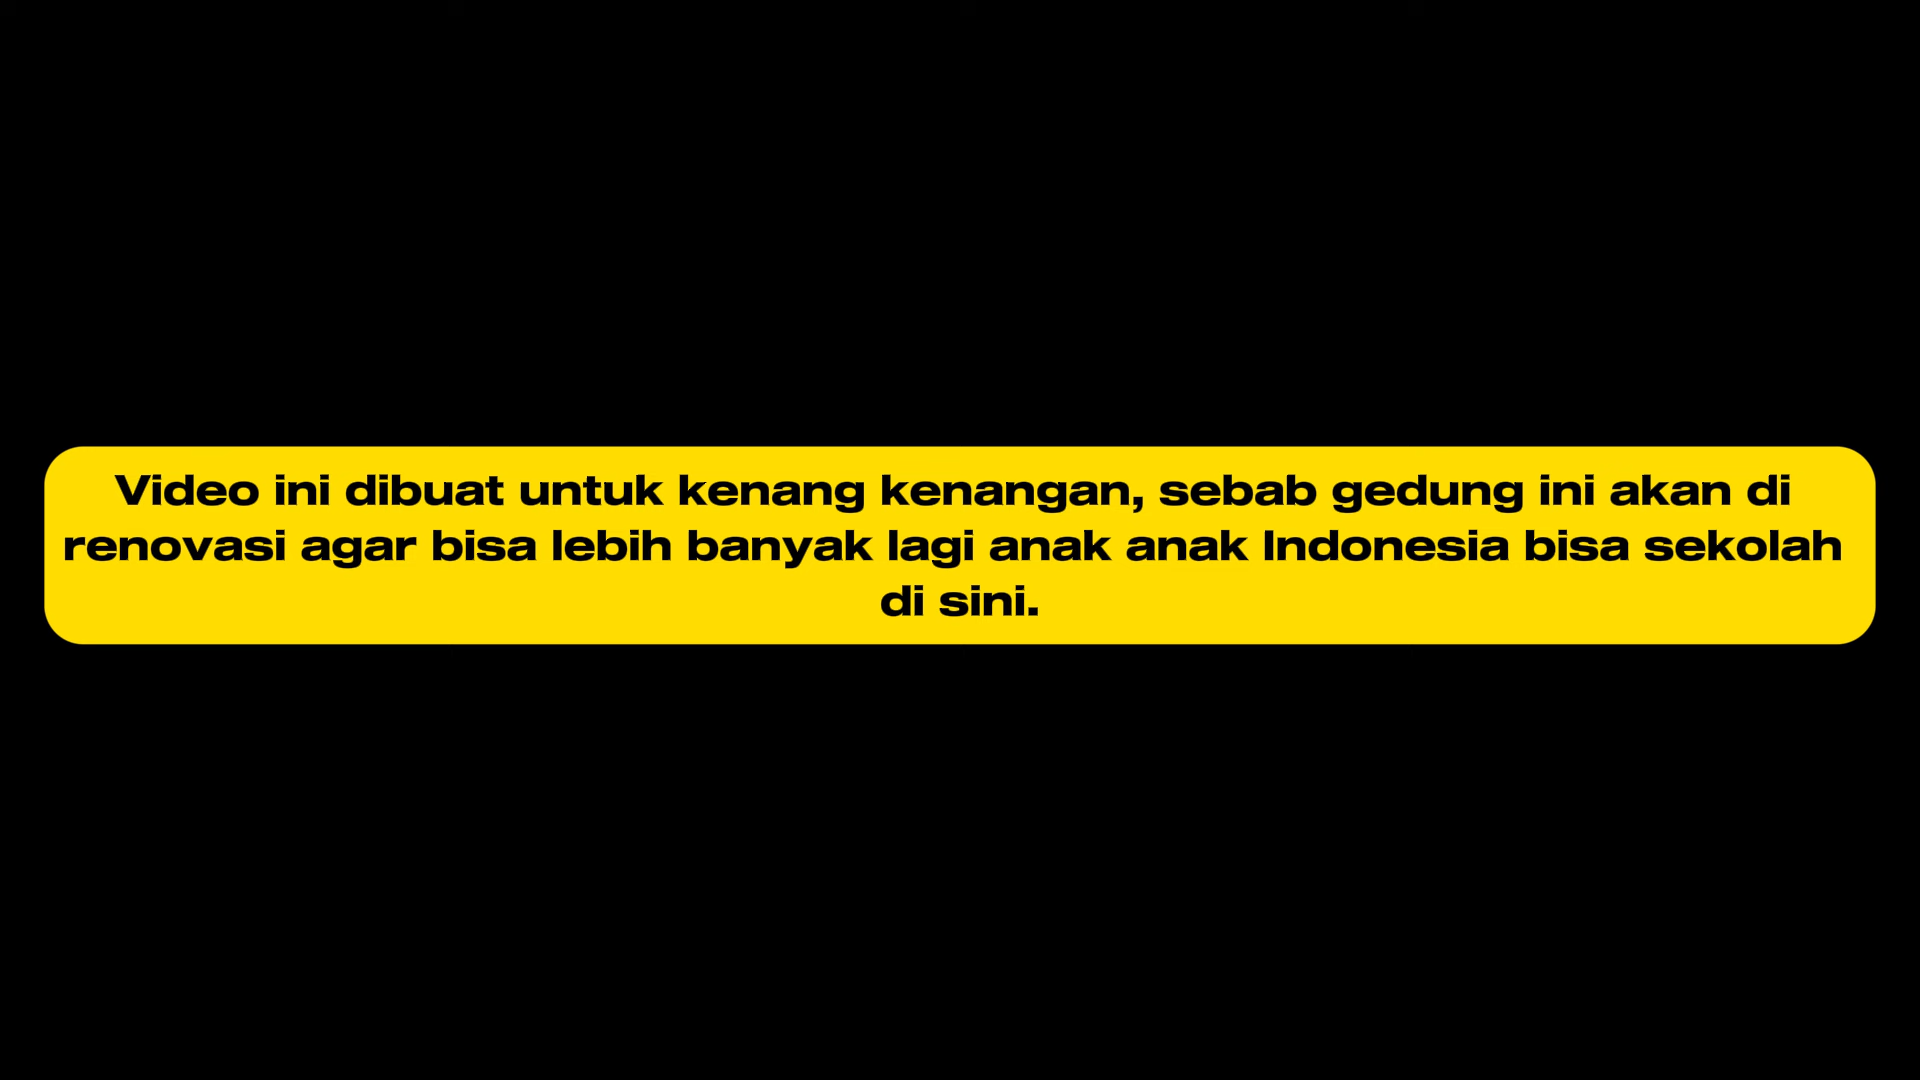 Video ini dibuat untuk kenang kenangan, sebab gedung ini akan di
renovasi agar bisa lebih banyak lagi anak anak Indonesia bisa sekolah
di sini.